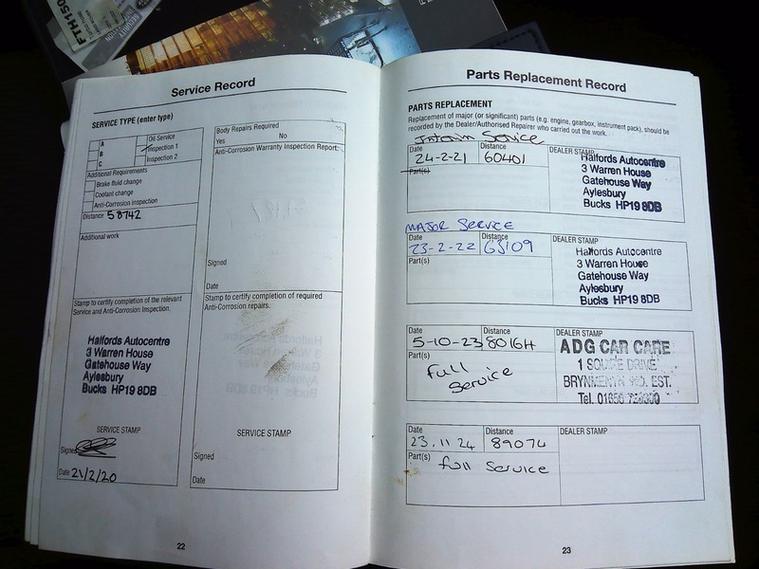 FTH150
Service Record
SERVICE TYPE (enter type)
A
B
C
Oil Service
Inspection 1
Inspection 2
Additional Requirements
Brake fluid change
Coolant change
Anti-Corrosion Inspection
Distance 58742
Additional work
Stamp to certify completion of the relevant
Service and Anti-Corrosion Inspection.
Halfords Autocentre
3 Warren House
Gatehouse Way
Aylesbury
Bucks HP19 8DB
SERVICE STAMP
Signed
Date 21/2/20
Body Repairs Required
Yes No
Anti-Corrosion Warranty Inspection Report.
Signed
Date
Stamp to certify completion of required
Anti-Corrosion repairs.
SERVICE STAMP
Signed
Date
22
Parts Replacement Record
PARTS REPLACEMENT
Replacement of major (or significant) parts (e.g. engine, gearbox, instrument pack), should be
recorded by the Dealer/Authorised Repairer who carried out the work.
Interim Service
Date Distance DEALER STAMP
24-2-21 60401
Part(s)
Halfords Autocentre
3 Warren House
Gatehouse Way
Aylesbury
Bucks HP19 8DB
MAJOR SERVICE
Date Distance DEALER STAMP
23-2-22 63109
Part(s)
Halfords Autocentre
3 Warren House
Gatehouse Way
Aylesbury
Bucks HP19 8DB
Date Distance DEALER STAMP
5-10-23
Part(s)
full
Service
ADG CAR CARE
Tel.
Date Distance DEALER STAMP
23.11.24 89074
Part(s)
full Service
23